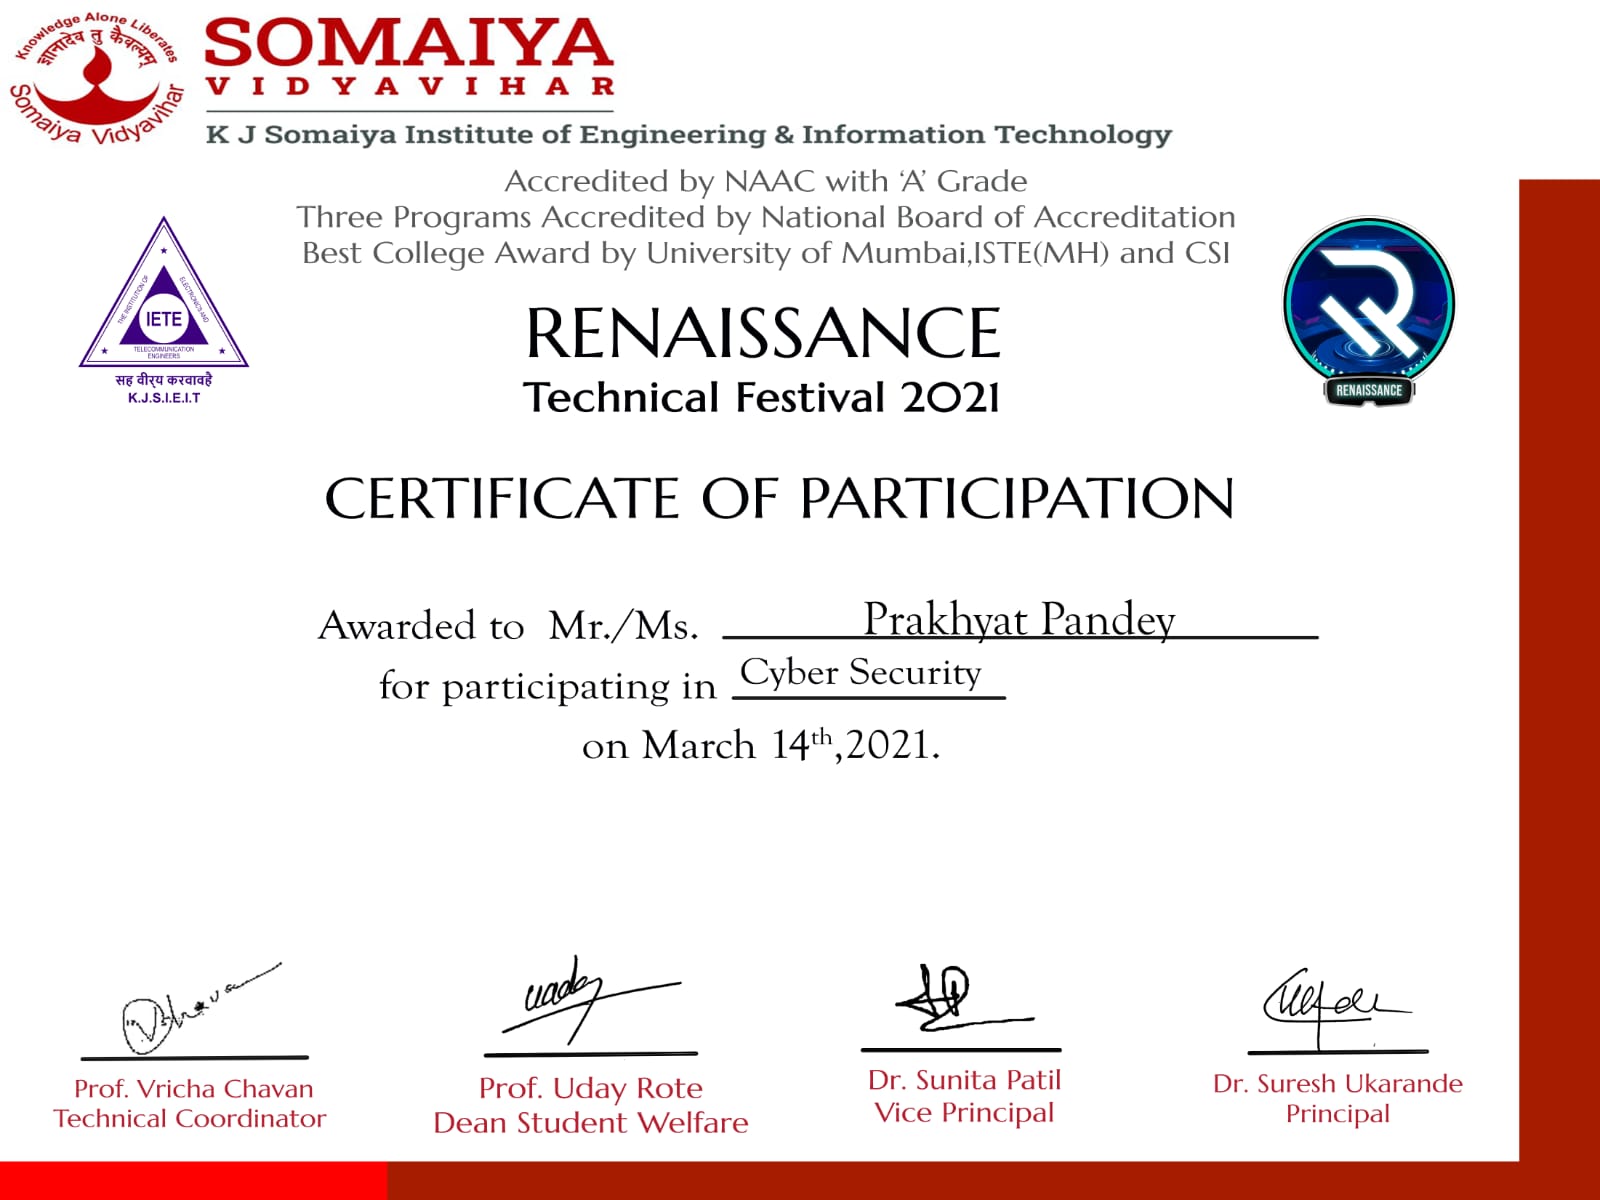 Knowledge Alone Liberates
ज्ञानादेव तु कैवल्यम्
Somaiya Vidyavihar
SOMAIYA
VIDYAVIHAR
K J Somaiya Institute of Engineering & Information Technology
Accredited by NAAC with ‘A’ Grade
Three Programs Accredited by National Board of Accreditation
Best College Award by University of Mumbai,ISTE(MH) and CSI
THE INSTITUTION OF
ELECTRONICS AND
IETE
TELECOMMUNICATION
ENGINEERS
सह वीर्य करवावहै
K.J.S.I.E.I.T
RENAISSANCE
RENAISSANCE
Technical Festival 2021
CERTIFICATE OF PARTICIPATION
Awarded to Mr./Ms. Prakhyat Pandey
for participating in Cyber Security
on March 14th,2021.
Prof. Vricha Chavan
Technical Coordinator
Prof. Uday Rote
Dean Student Welfare
Dr. Sunita Patil
Vice Principal
Dr. Suresh Ukarande
Principal